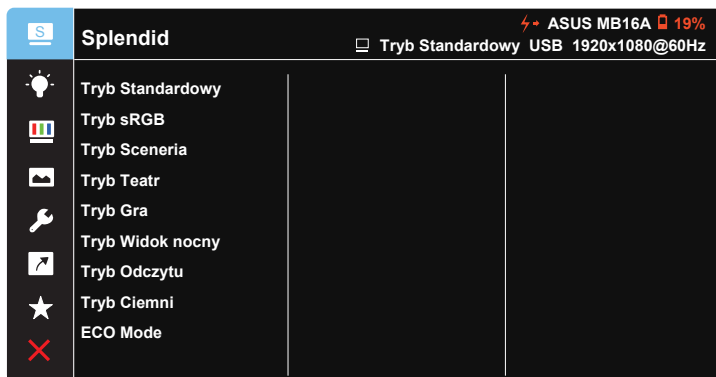 S
Splendid
ASUS MB16A 19%
Tryb Standardowy USB 1920x1080@60Hz
Tryb Standardowy
Tryb sRGB
Tryb Sceneria
Tryb Teatr
Tryb Gra
Tryb Widok nocny
Tryb Odczytu
Tryb Ciemni
ECO Mode